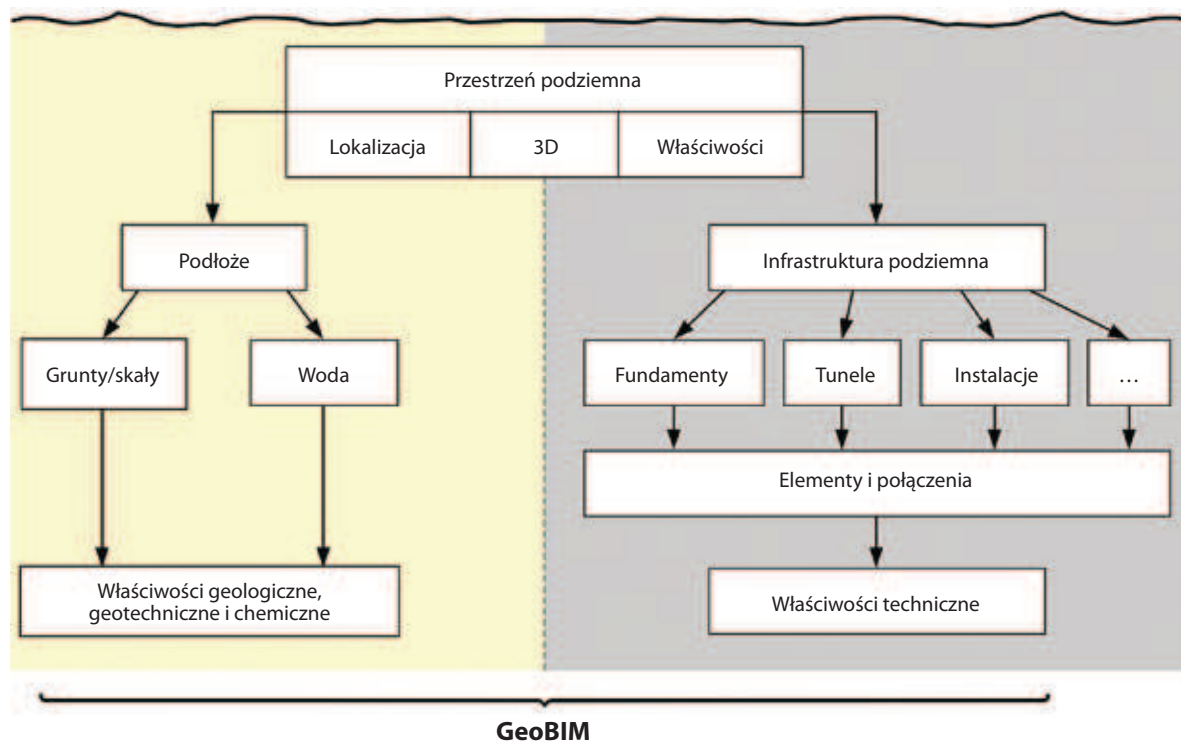 Przestrzeń podziemna
Lokalizacja
3D
Właściwości
Podłoże
Infrastruktura podziemna
Grunty/skały
Woda
Fundamenty
Tunele
Instalacje
...
Elementy i połączenia
Właściwości geologiczne,
geotechniczne i chemiczne
Właściwości techniczne
GeoBIM